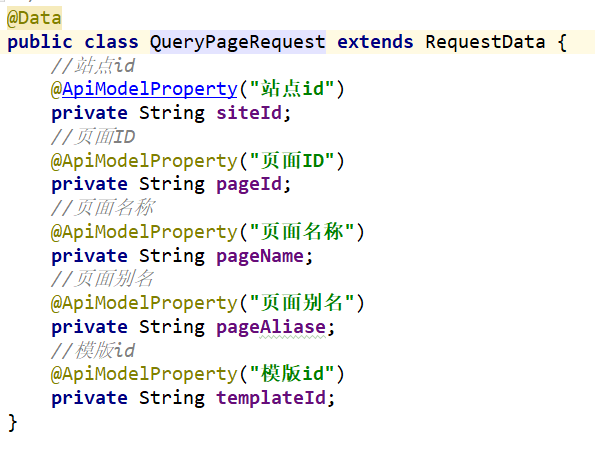 @Data
public class QueryPageRequest extends RequestData {
    //站点id
    @ApiModelProperty("站点id")
    private String siteId;
    //页面ID
    @ApiModelProperty("页面ID")
    private String pageId;
    //页面名称
    @ApiModelProperty("页面名称")
    private String pageName;
    //页面别名
    @ApiModelProperty("页面别名")
    private String pageAliase;
    //模版id
    @ApiModelProperty("模版id")
    private String templateId;
}